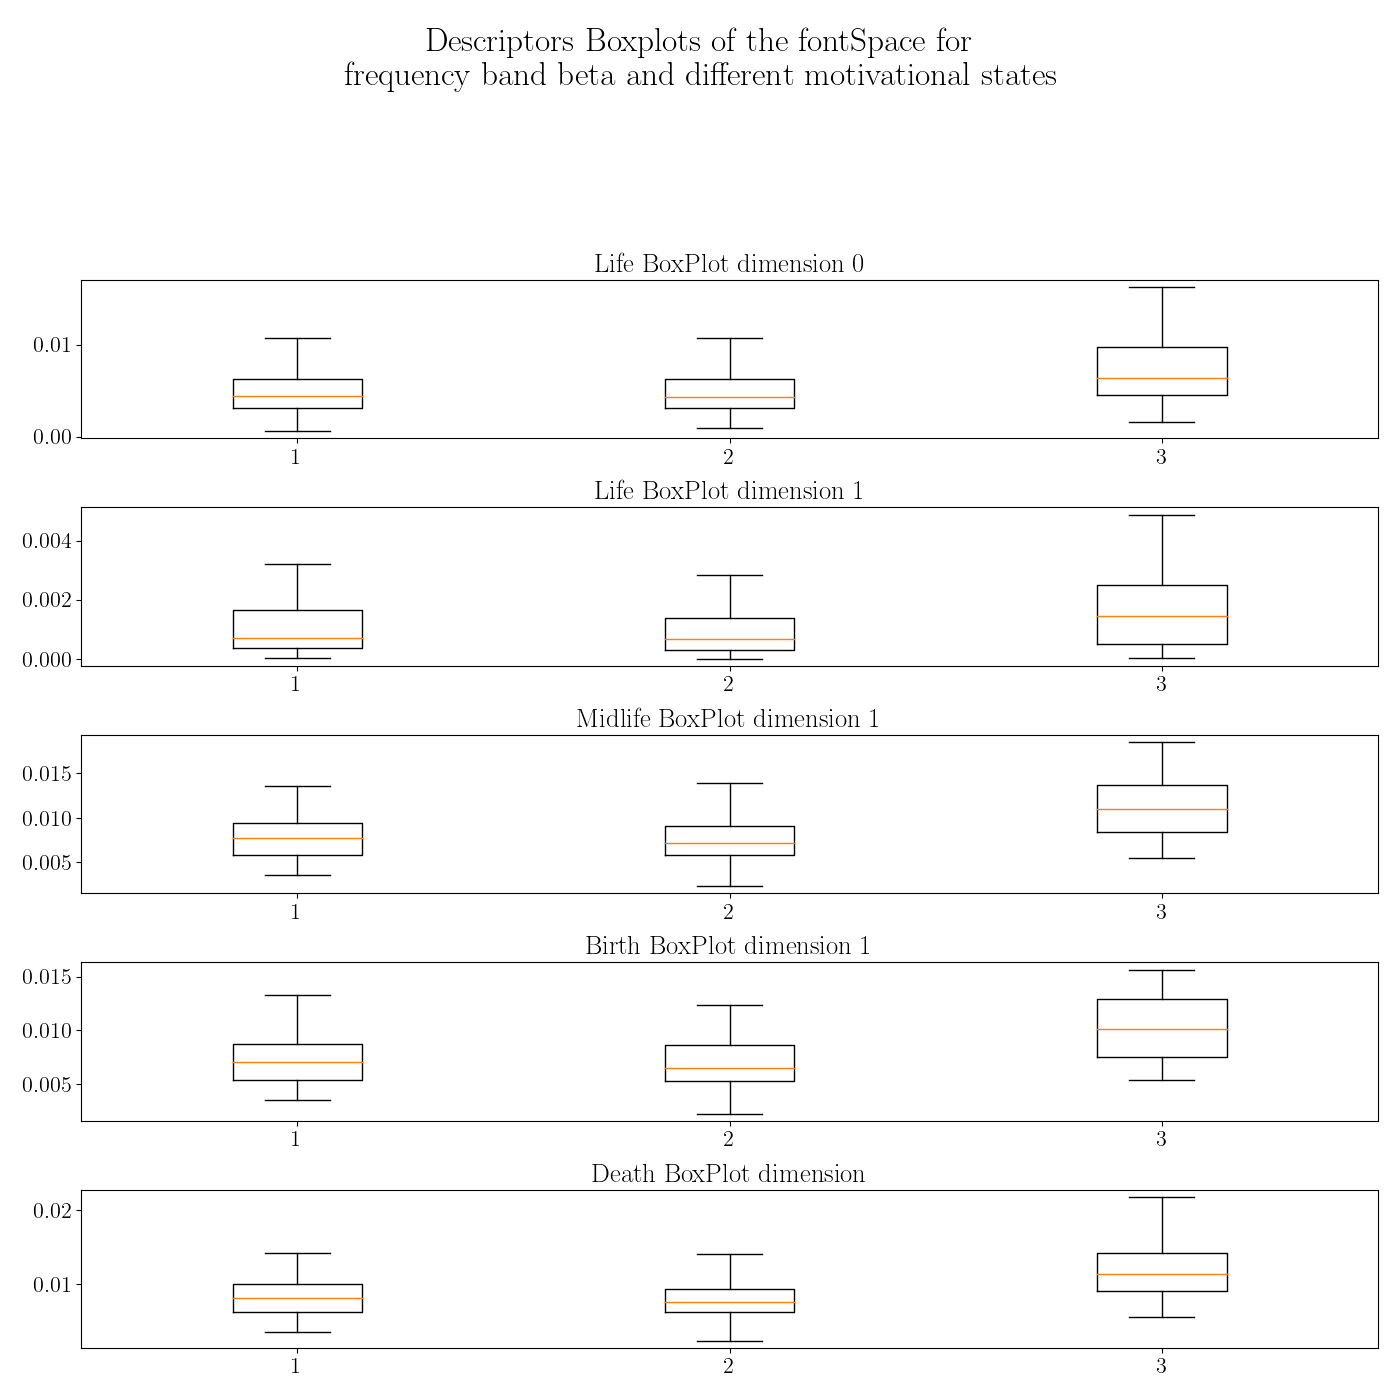 Descriptors Boxplots of the fontSpace for
frequency band beta and different motivational states
Life BoxPlot dimension 0
0.01
0.00
1 2 3
Life BoxPlot dimension 1
0.004
0.002
0.000
1 2 3
Midlife BoxPlot dimension 1
0.015
0.010
0.005
1 2 3
Birth BoxPlot dimension 1
0.015
0.010
0.005
1 2 3
Death BoxPlot dimension
0.02
0.01
1 2 3